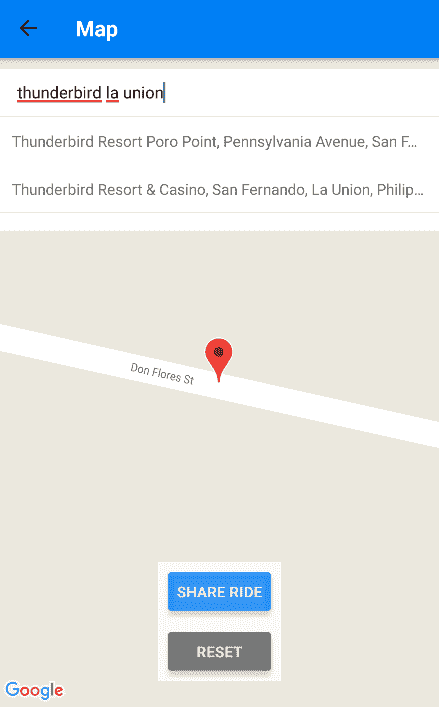 Map
thunderbird la union
Thunderbird Resort Poro Point, Pennsylvania Avenue, San F...
Thunderbird Resort & Casino, San Fernando, La Union, Philip...
Don Flores St
SHARE RIDE
RESET
Google